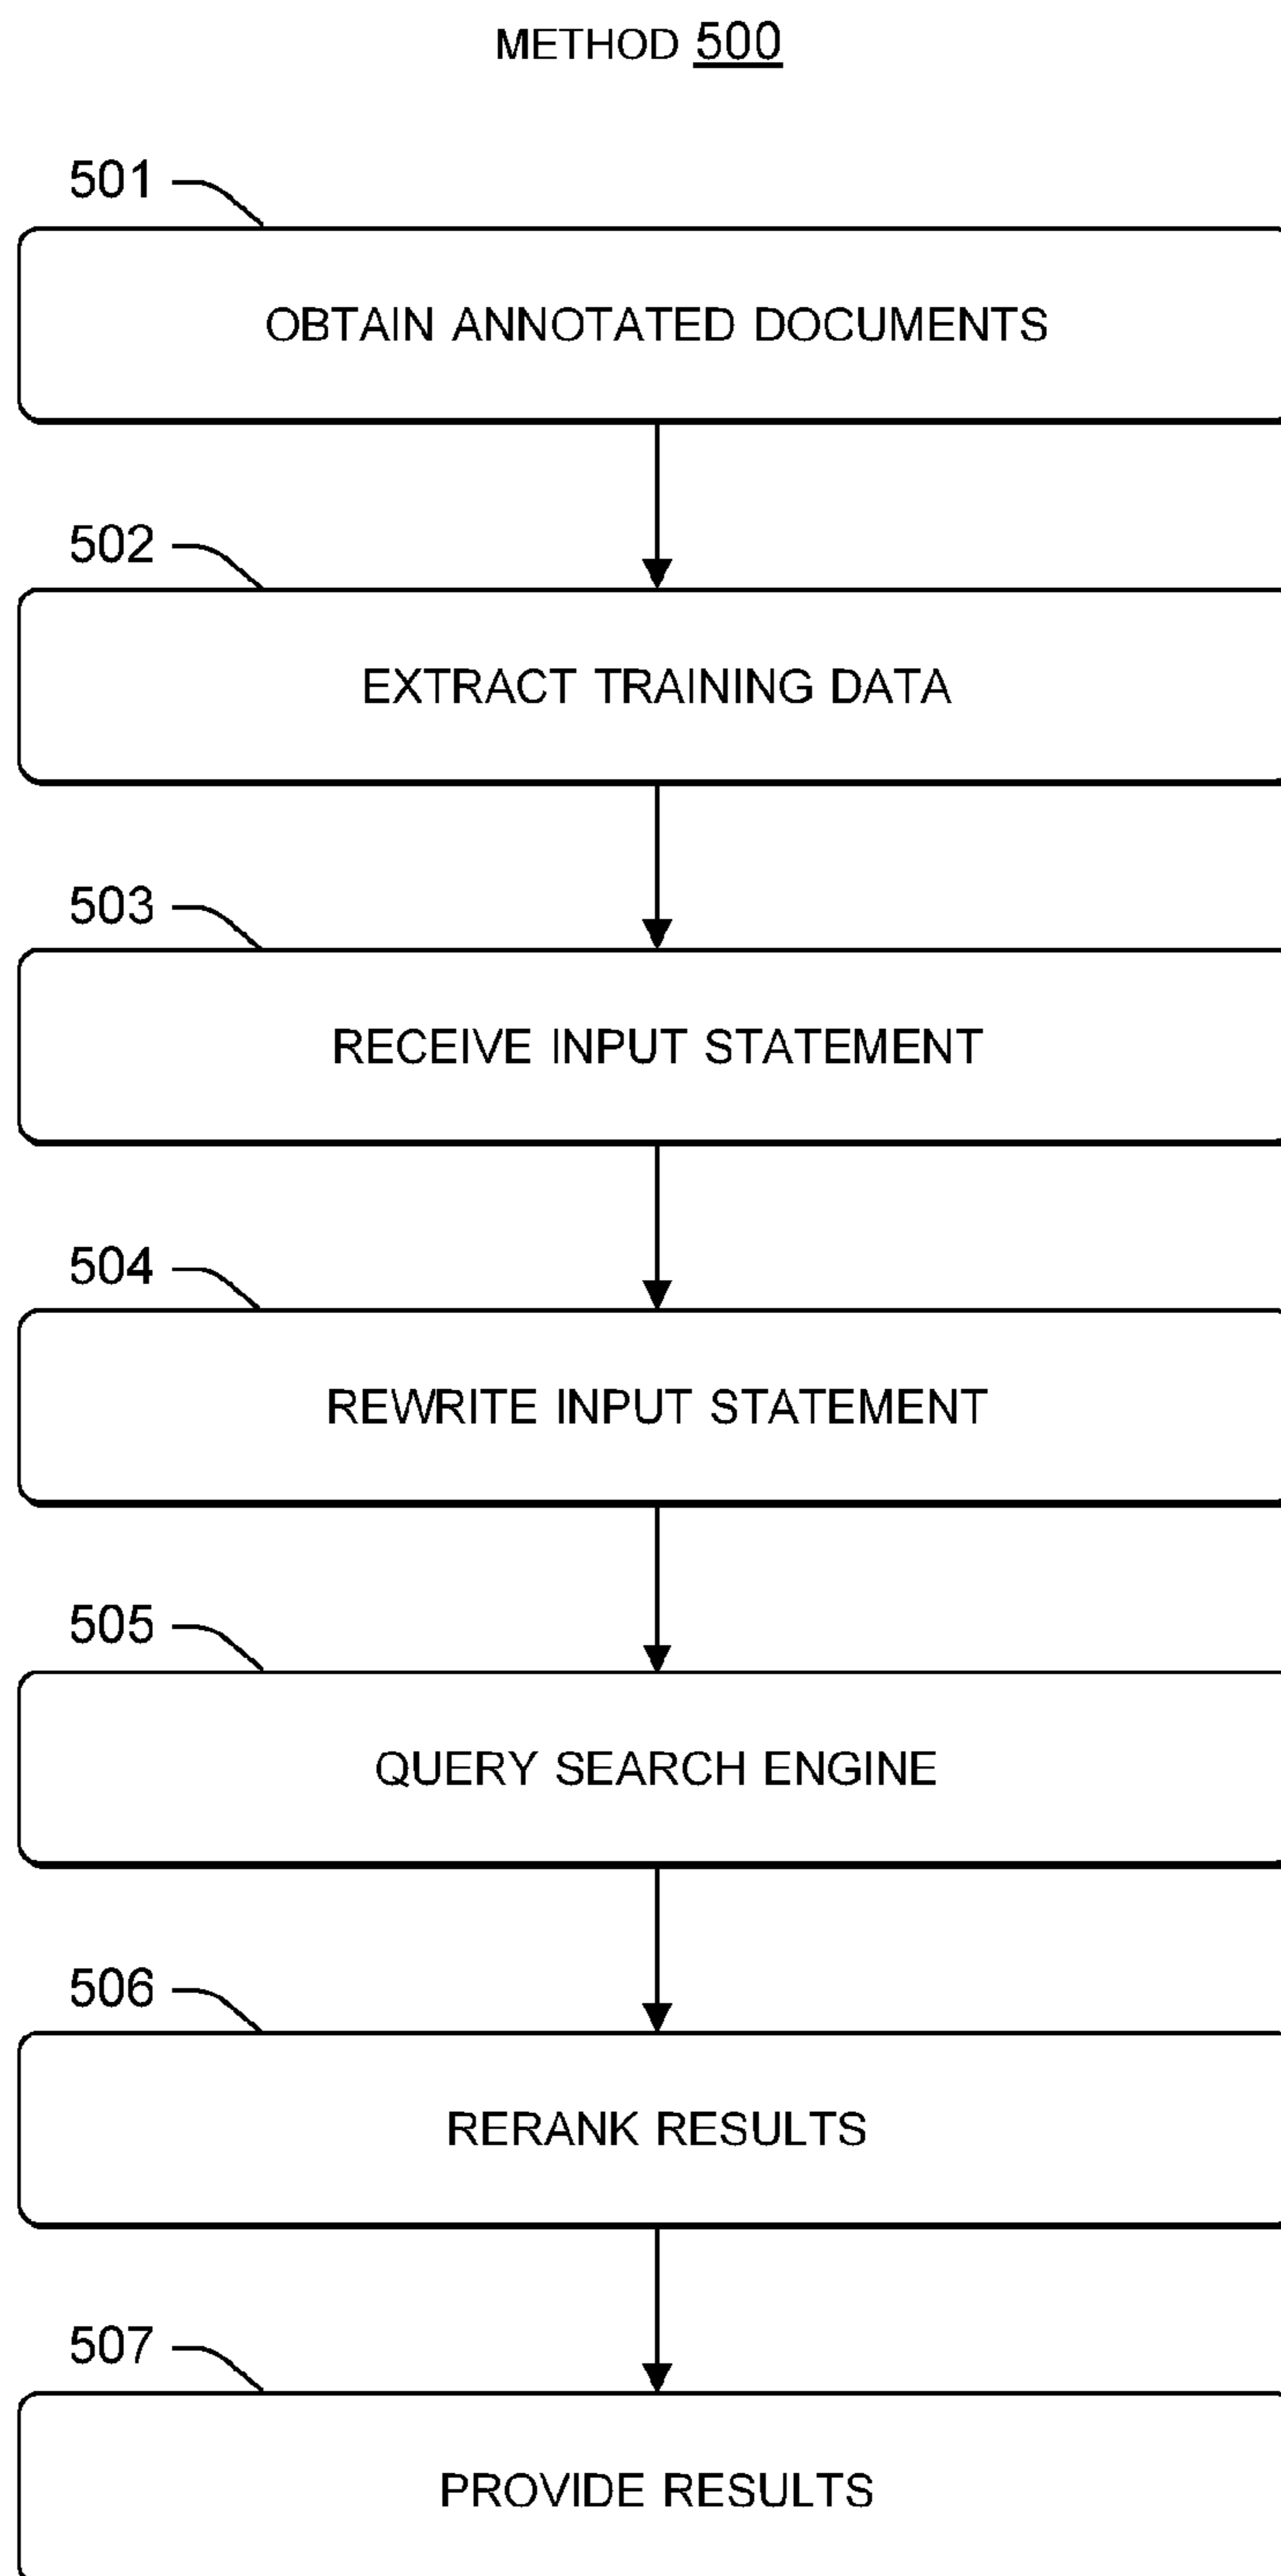 METHOD 500
501
OBTAIN ANNOTATED DOCUMENTS
502
EXTRACT TRAINING DATA
503
RECEIVE INPUT STATEMENT
504
REWRITE INPUT STATEMENT
505
QUERY SEARCH ENGINE
506
RERANK RESULTS
507
PROVIDE RESULTS